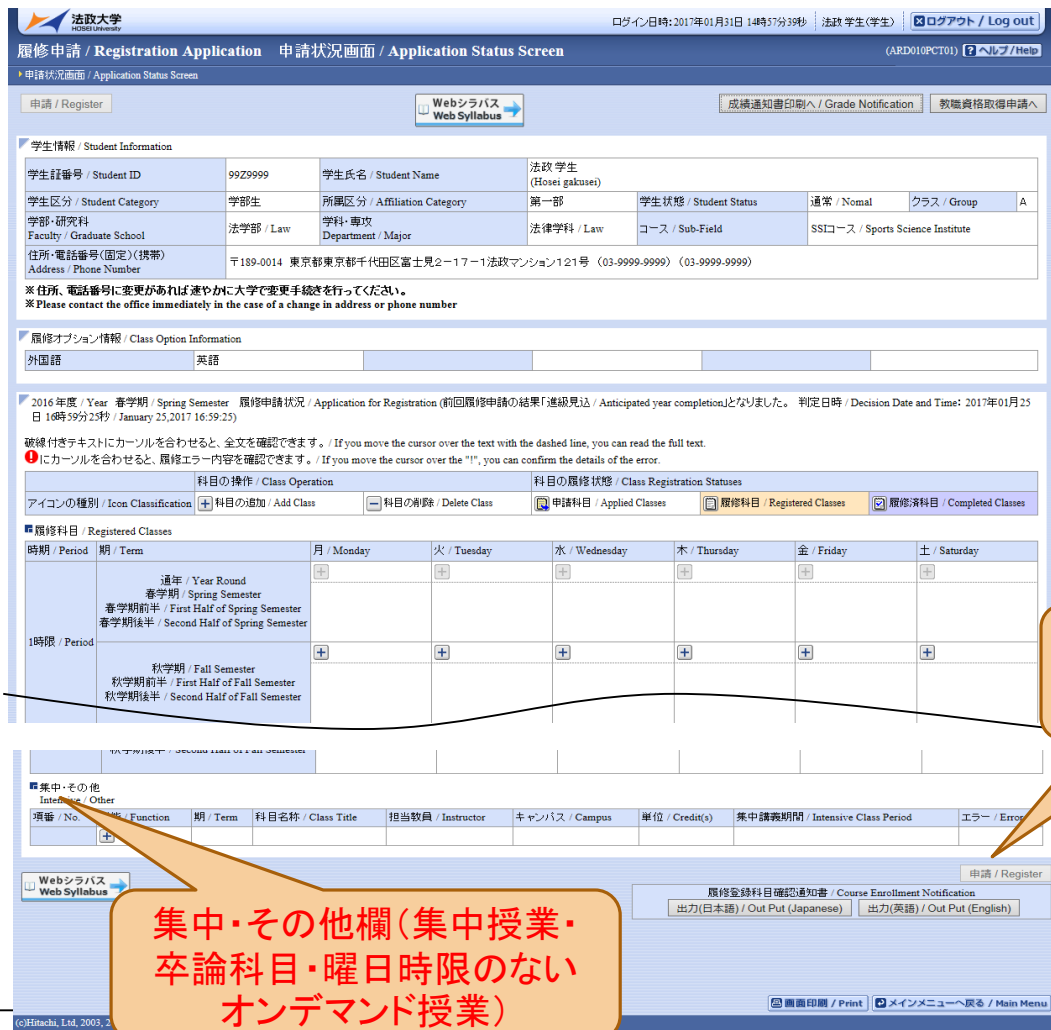 法政大学
HOSEI University
ログイン日時:2017年01月31日 14時57分39秒 法政 学生(学生) ログアウト / Log out
履修申請 / Registration Application 申請状況画面 / Application Status Screen (ARD010PCT01) ? ヘルプ/Help
申請状況画面 / Application Status Screen
申請 / Register Webシラバス 成績通知書印刷へ / Grade Notification 教職資格取得申請へ
Web Syllabus
学生情報 / Student Information
学生証番号 / Student ID 99Z9999 学生氏名 / Student Name 法政 学生
(Hosei gakusei)
学生区分 / Student Category 学部生 所属区分 / Affiliation Category 第一部 学生状態 / Student Status 通常 / Nomal クラス / Group A
学部・研究科
Faculty / Graduate School 法学部 / Law 学科・専攻
Department / Major 法律学科 / Law コース / Sub-Field SSIコース / Sports Science Institute
住所・電話番号(固定)(携帯)
Address / Phone Number 〒189-0014 東京都東京都千代田区富士見2-17-1法政マンション121号 (03-9999-9999) (03-9999-9999)
※住所、電話番号に変更があれば速やかに大学で変更手続きを行ってください。
※Please contact the office immediately in the case of a change in address or phone number
履修オプション情報 / Class Option Information
外国語 英語
2016 年度 / Year 春学期 / Spring Semester 履修申請状況 / Application for Registration (前回履修申請の結果「進級見込 / Anticipated year completion」となりました。 判定日時 / Decision Date and Time: 2017年01月25
日 16時59分25秒 / January 25,2017 16:59:25)
破線付きテキストにカーソルを合わせると、全文を確認できます。/ If you move the cursor over the text with the dashed line, you can read the full text.
!にカーソルを合わせると、履修エラー内容を確認できます。/ If you move the cursor over the "!", you can confirm the details of the error.
科目の操作 / Class Operation 科目の履修状態 / Class Registration Statuses
アイコンの種別 / Icon Classification + 科目の追加 / Add Class − 科目の削除 / Delete Class 申請科目 / Applied Classes 履修科目 / Registered Classes 履修済科目 / Completed Classes
履修科目 / Registered Classes
時期 / Period 期 / Term 月 / Monday 火 / Tuesday 水 / Wednesday 木 / Thursday 金 / Friday 土 / Saturday
+ + + + + +
通年 / Year Round
春学期 / Spring Semester
春学期前半 / First Half of Spring Semester
春学期後半 / Second Half of Spring Semester
1時限 / Period
+ + + + + +
秋学期 / Fall Semester
秋学期前半 / First Half of Fall Semester
秋学期後半 / Second Half of Fall Semester
秋学期後半 / Second Half of Fall Semester
集中・その他
Intensive / Other
項番 / No. / Function 期 / Term 科目名称 / Class Title 担当教員 / Instructor キャンパス / Campus 単位 / Credit(s) 集中講義期間 / Intensive Class Period エラー / Error
+
申請 / Register
Webシラバス
Web Syllabus
履修登録科目確認通知書 / Course Enrollment Notification
出力(日本語) / Out Put (Japanese) 出力(英語) / Out Put (English)
集中・その他欄(集中授業・
卒論科目・曜日時限のない
オンデマンド授業)
画面印刷 / Print メインメニューへ戻る / Main Menu
(c)Hitachi, Ltd, 2003, 2